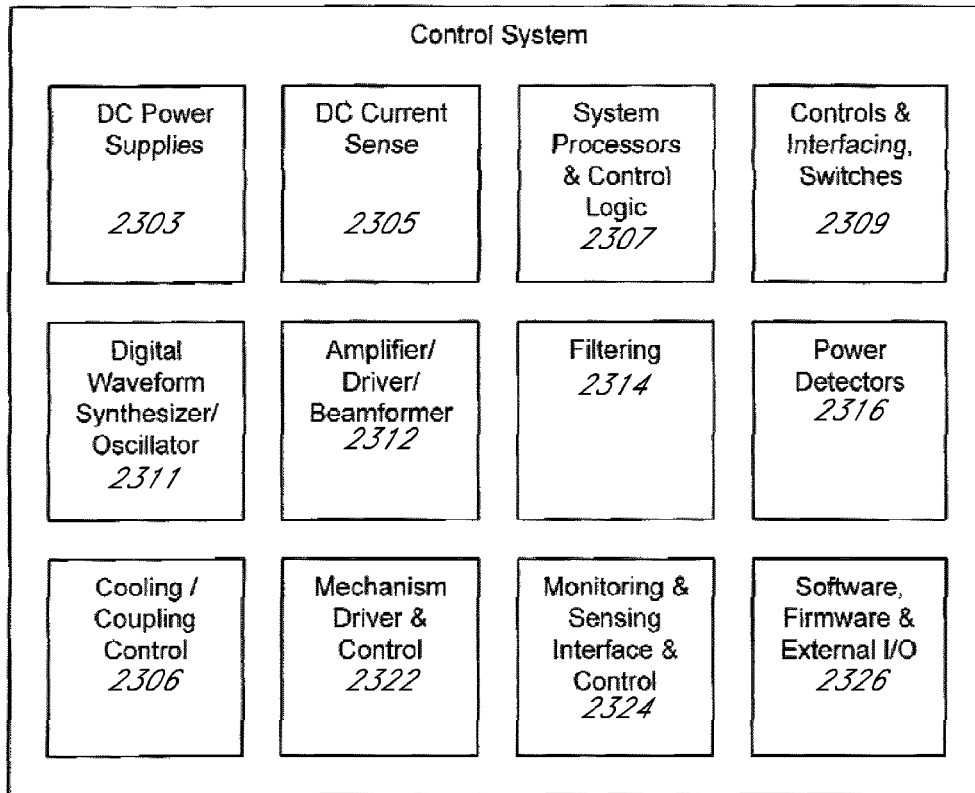 Control System
DC Power
Supplies
2303
DC Current
Sense
2305
System
Processors
& Control
Logic
2307
Controls &
Interfacing,
Switches
2309
Digital
Waveform
Synthesizer/
Oscillator
2311
Amplifier/
Driver/
Beamformer
2312
Filtering
2314
Power
Detectors
2316
Cooling /
Coupling
Control
2306
Mechanism
Driver &
Control
2322
Monitoring &
Sensing
Interface &
Control
2324
Software,
Firmware &
External I/O
2326